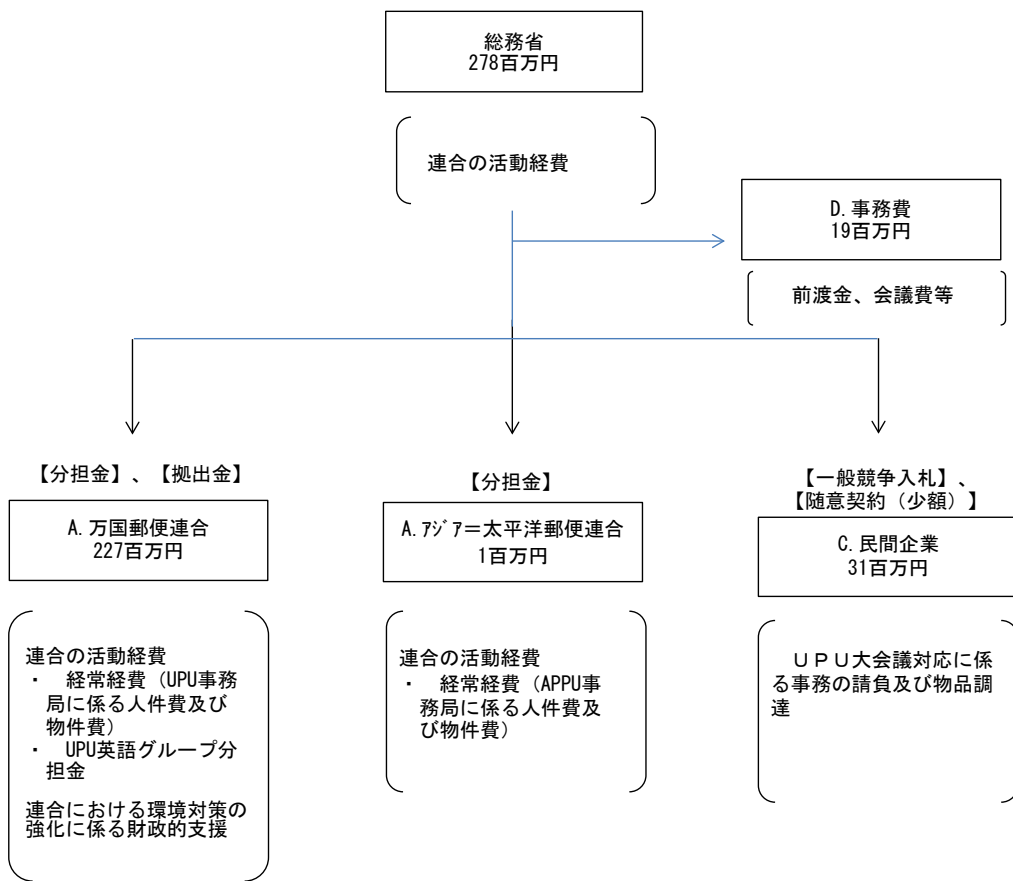 総務省
278百万円
連合の活動経費
D.事務費
19百万円
前渡金、会議費等
【分担金】、【拠出金】
A.万国郵便連合
227百万円
連合の活動経費
・ 経常経費（UPU事務
局に係る人件費及び
物件費）
・ UPU英語グループ分
担金
連合における環境対策の
強化に係る財政的支援
【分担金】
A.ｱｼﾞｱ＝太平洋郵便連合
1百万円
連合の活動経費
・ 経常経費（APPU事
務局に係る人件費及
び物件費）
【一般競争入札】、
【随意契約（少額）】
C.民間企業
31百万円
ＵＰＵ大会議対応に係
る事務の請負及び物品調
達